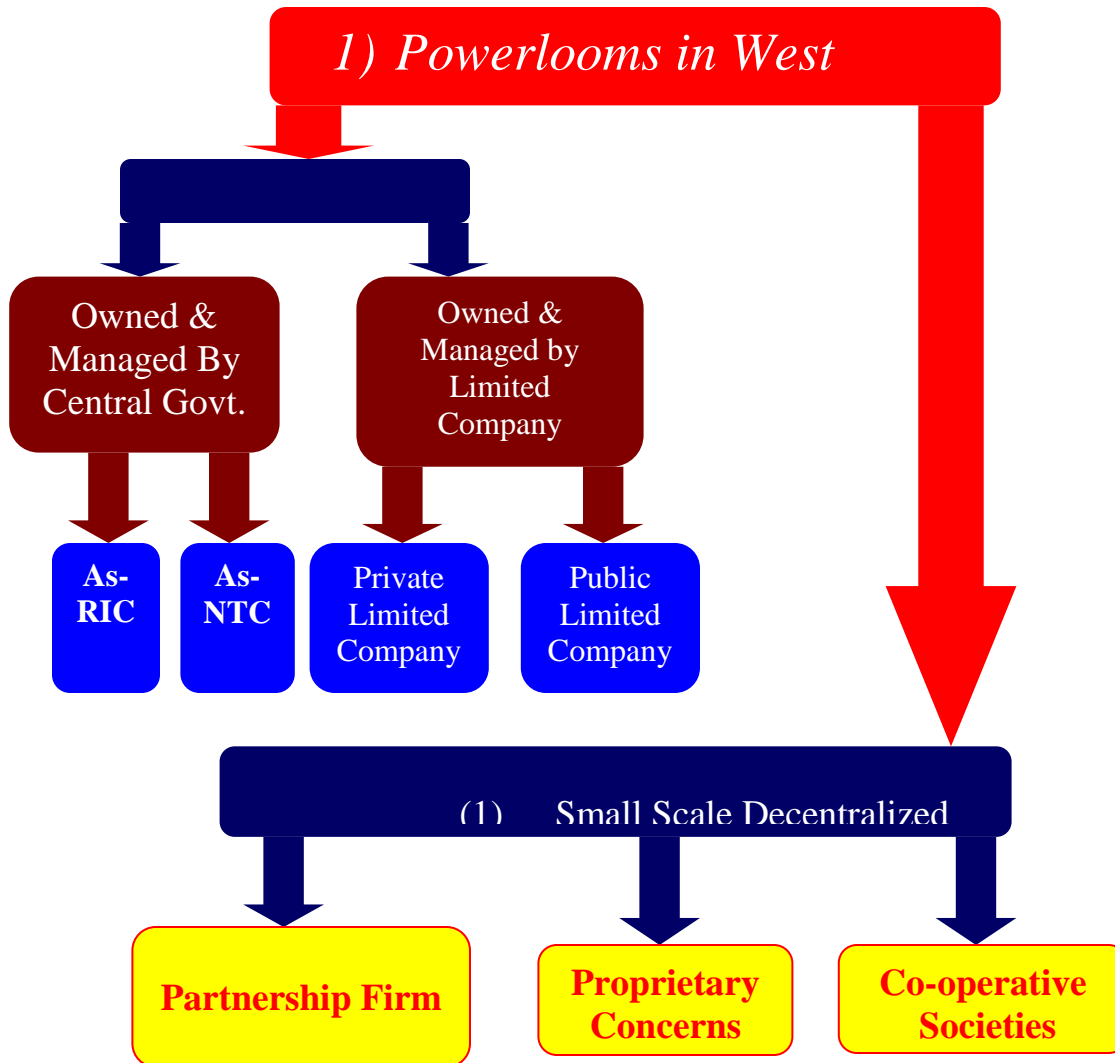 1) Powerlooms in West
Owned &
Managed By
Central Govt.
Owned &
Managed by
Limited
Company
As-
RIC
As-
NTC
Private
Limited
Company
Public
Limited
Company
(1) Small Scale Decentralized
Partnership Firm
Proprietary
Concerns
Co-operative
Societies